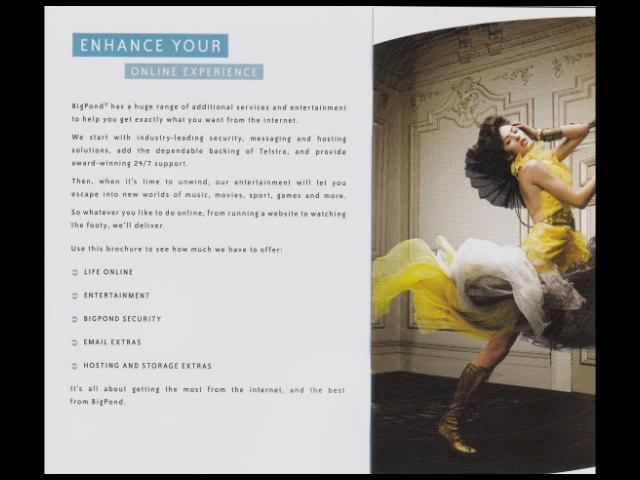 ENHANCE YOUR
ONLINE EXPERIENCE
BigPond® has a huge range of additional services and entertainment
to help you get exactly what you want from the internet.
We start with industry-leading security, messaging and hosting
solutions, add the dependable backing of Telstra, and provide
award-winning 24/7 support.
Then, when it's time to unwind, our entertainment will let you
escape into new worlds of music, movies, sport, games and more.
So whatever you like to do online, from running a website to watching
the footy, we'll deliver.
Use this brochure to see how much we have to offer:
LIFE ONLINE
ENTERTAINMENT
BIGPOND SECURITY
EMAIL EXTRAS
HOSTING AND STORAGE EXTRAS
It's all about getting the most from the internet, and the best
from BigPond.